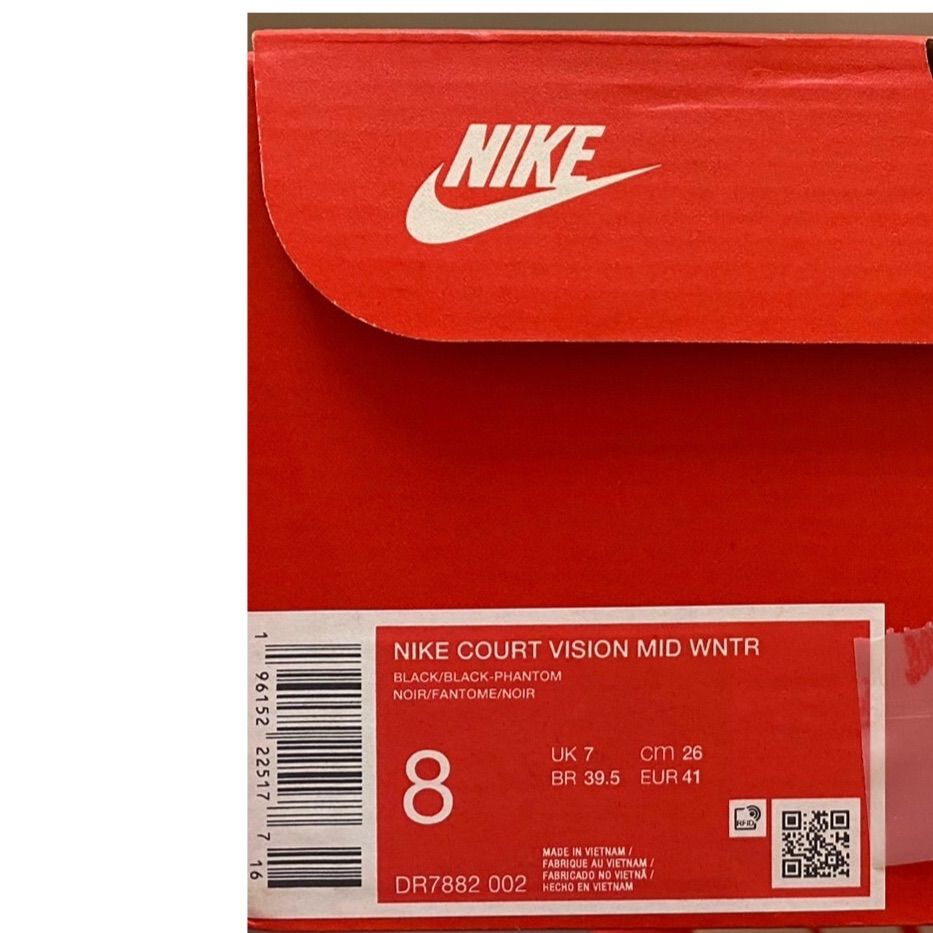 NIKE
NIKE COURT VISION MID WNTR
BLACK/BLACK-PHANTOM
NOIR/FANTOME/NOIR
8
UK 7 cm 26
BR 39.5 EUR 41
RFID
MADE IN VIETNAM /
FABRIQUE AU VIETNAM /
FABRICADO NO VIETNÃ /
HECHO EN VIETNAM
DR7882 002
1 96152 22517 7 16